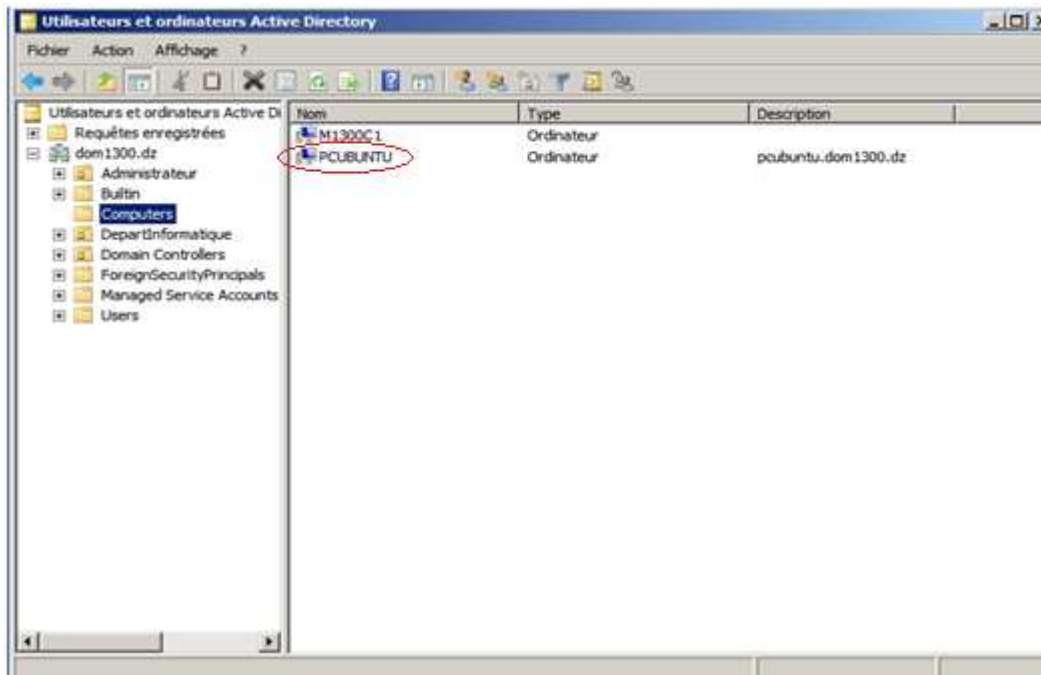 Utilisateurs et ordinateurs Active Directory
Fichier Action Affichage ?
Utilisateurs et ordinateurs Active Di
Requêtes enregistrées
dom1300.dz
Administrateur
Builtin
Computers
DepartInformatique
Domain Controllers
ForeignSecurityPrincipals
Managed Service Accounts
Users
Nom Type Description
M1300C1 Ordinateur
PCUBUNTU Ordinateur pcubuntu.dom1300.dz